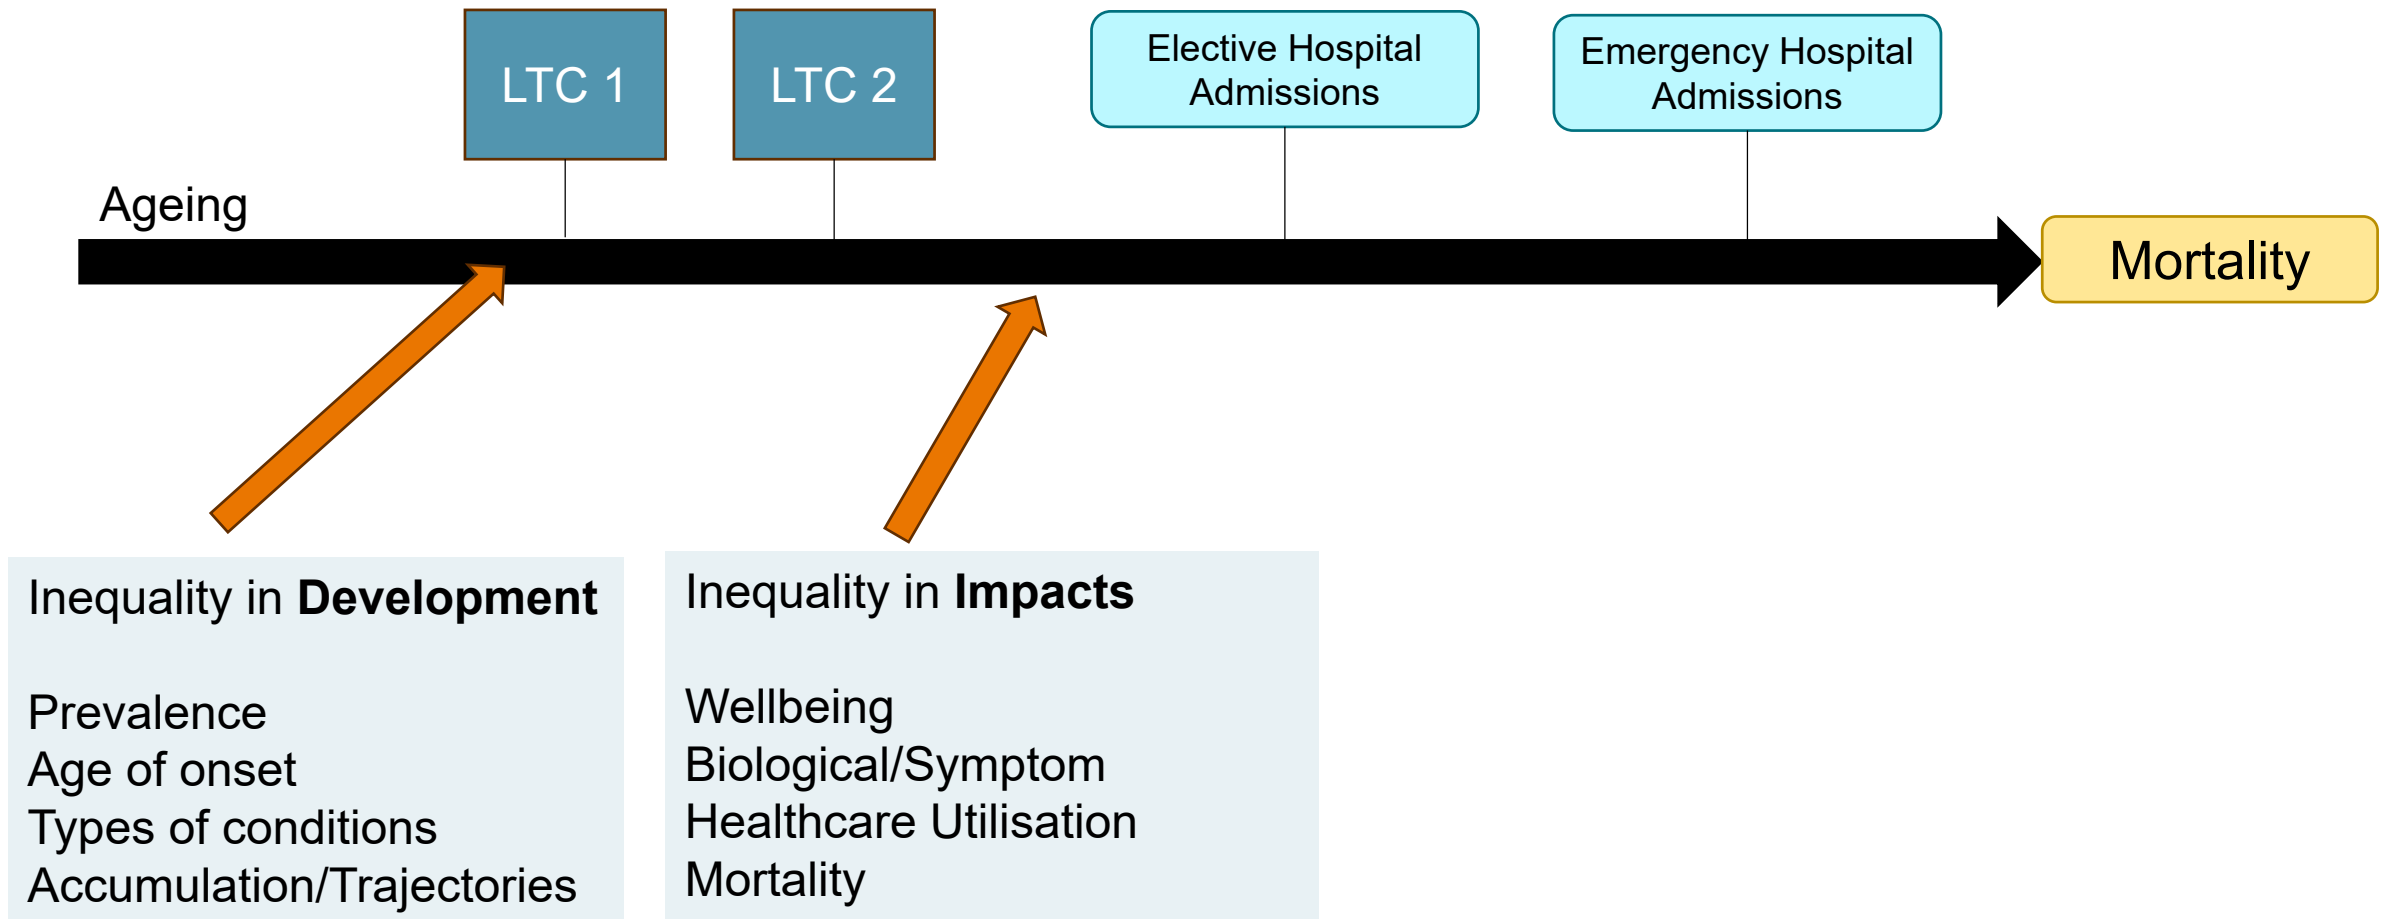 LTC 1
LTC 2
Elective Hospital
Admissions
Emergency Hospital
Admissions
Ageing
Mortality
Inequality in Development
Prevalence
Age of onset
Types of conditions
Accumulation/Trajectories
Inequality in Impacts
Wellbeing
Biological/Symptom
Healthcare Utilisation
Mortality